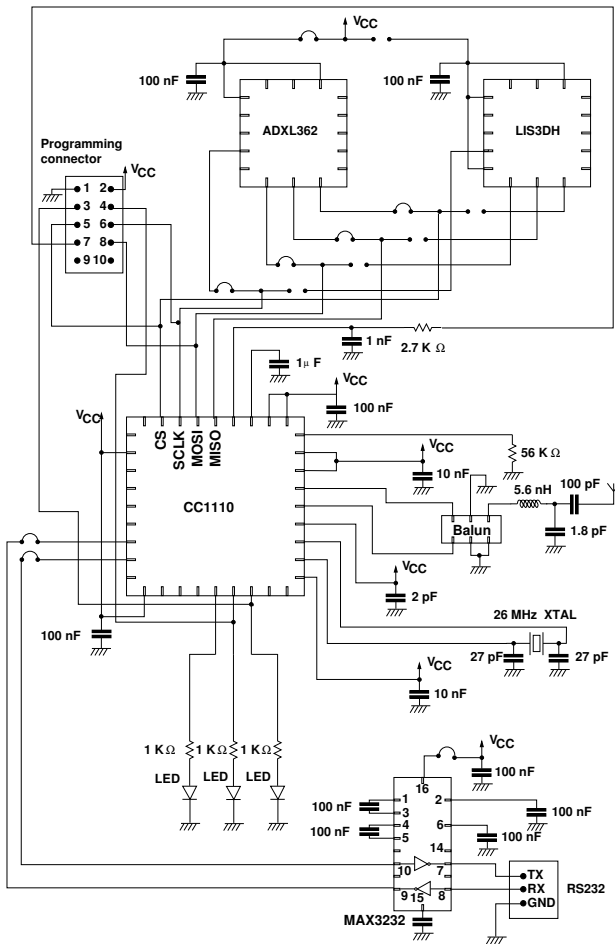 VCC
100 nF
100 nF
ADXL362
LIS3DH
Programming
connector
VCC
1 2
3 4
5 6
7 8
9 10
1 nF
2.7 K Ω
1μ F
VCC
100 nF
VCC
CS
SCLK
MOSI
MISO
VCC
56 K Ω
10 nF
CC1110
5.6 nH
100 pF
Balun
1.8 pF
VCC
2 pF
26 MHz XTAL
100 nF
27 pF
27 pF
VCC
10 nF
1 KΩ
1 KΩ
1 KΩ
VCC
LED
LED
LED
16
100 nF
100 nF
1
2
3
100 nF
100 nF
4
6
5
100 nF
14
10
7
TX
9
15
8
RX
RS232
GND
MAX3232